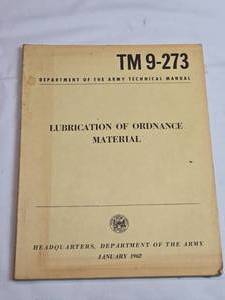 TM 9-273
DEPARTMENT OF THE ARMY TECHNICAL MANUAL
LUBRICATION OF ORDNANCE
MATERIAL
HEADQUARTERS, DEPARTMENT OF THE ARMY
JANUARY 1962